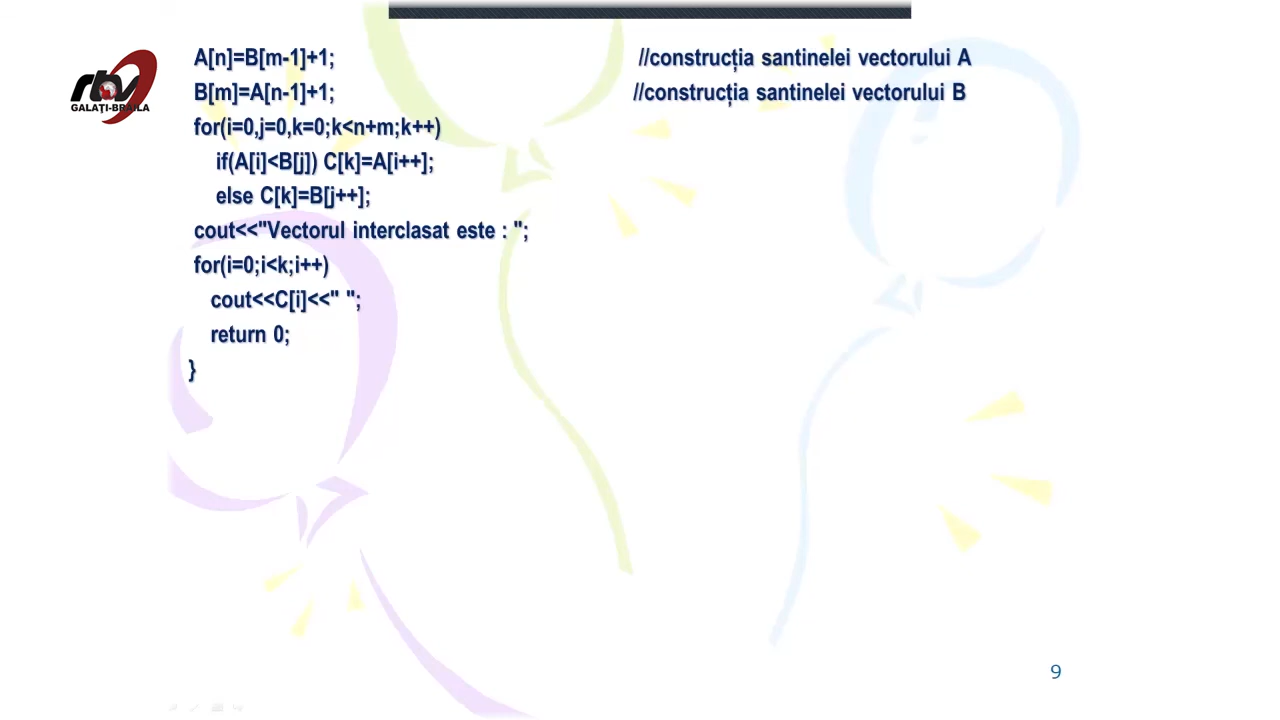 rtv
GALAȚI-BRAILA
A[n]=B[m-1]+1; //construcția santinelei vectorului A
B[m]=A[n-1]+1; //construcția santinelei vectorului B
for(i=0,j=0,k=0;k<n+m;k++)
if(A[i]<B[j]) C[k]=A[i++];
else C[k]=B[j++];
cout<<"Vectorul interclasat este : ";
for(i=0;i<k;i++)
cout<<C[i]<<" ";
return 0;
}
9